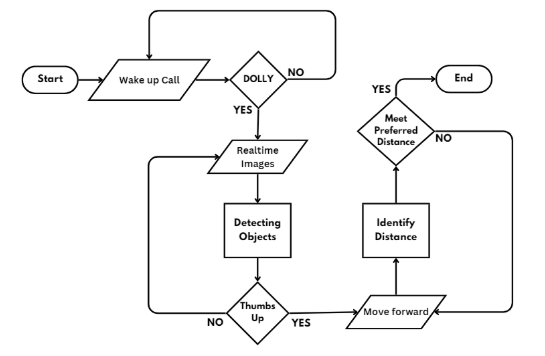 Start
Wake up Call
DOLLY
NO
YES
Realtime
Images
Detecting
Objects
Thumbs
Up
NO
YES
Move forward
Identify
Distance
Meet
Preferred
Distance
NO
YES
End